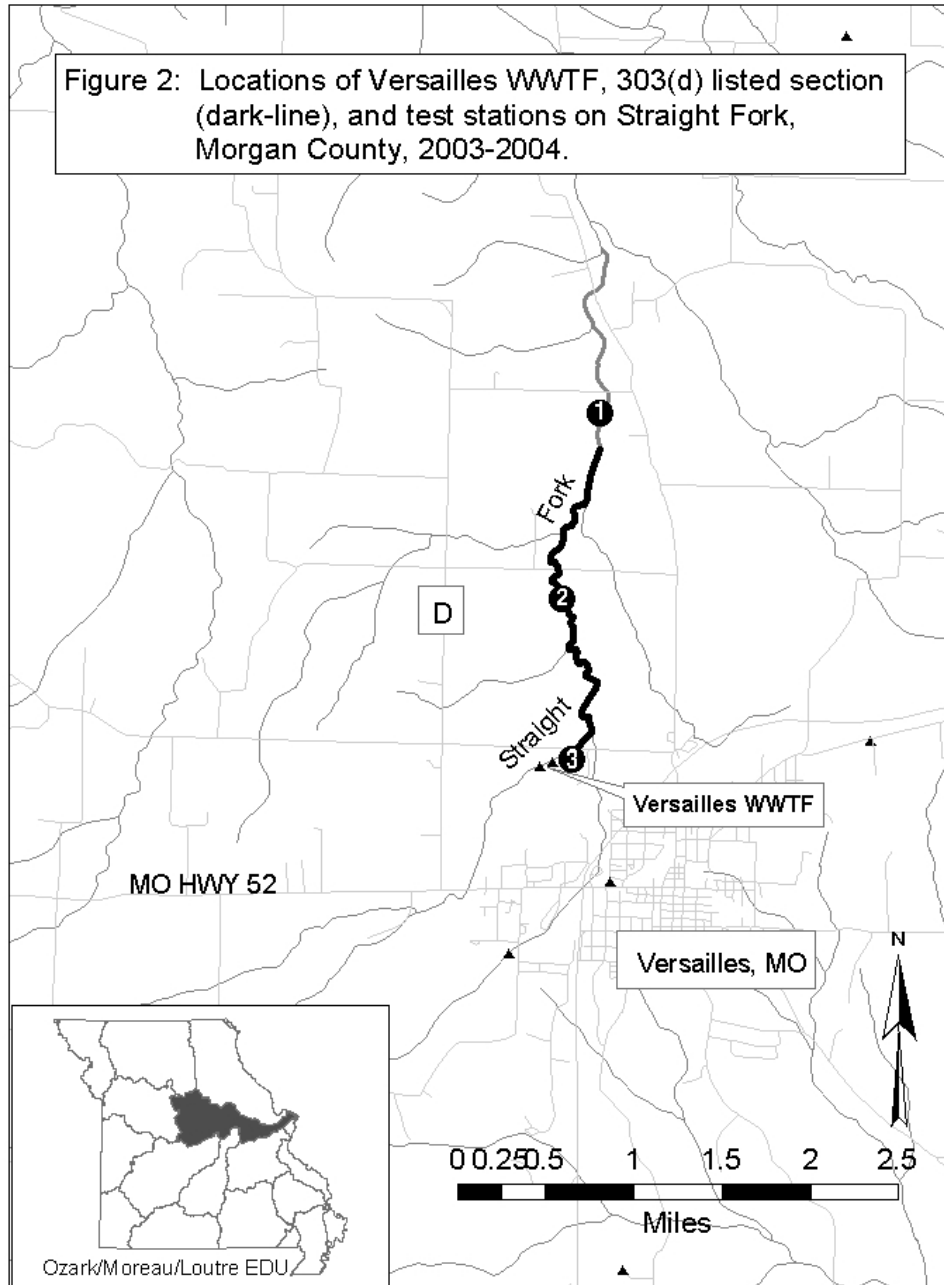 Figure 2: Locations of Versailles WWTF, 303(d) listed section
(dark-line), and test stations on Straight Fork,
Morgan County, 2003-2004.
1
Fork
2
D
Straight
3
Versailles WWTF
MO HWY 52
Versailles, MO
N
0 0.25 0.5 1 1.5 2 2.5
Miles
Ozark/Moreau/Loutre EDU